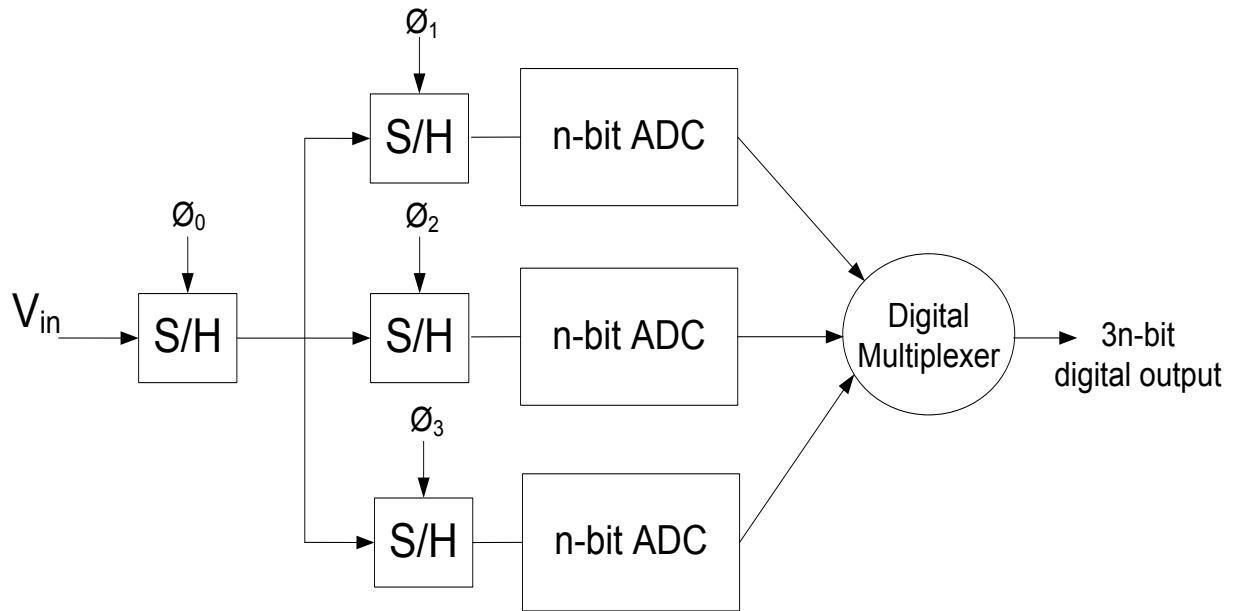 Ø₁
S/H
n-bit ADC
Ø₀
Vᵢₙ
S/H
Ø₂
S/H
n-bit ADC
Digital
Multiplexer
3n-bit
digital output
Ø₃
S/H
n-bit ADC